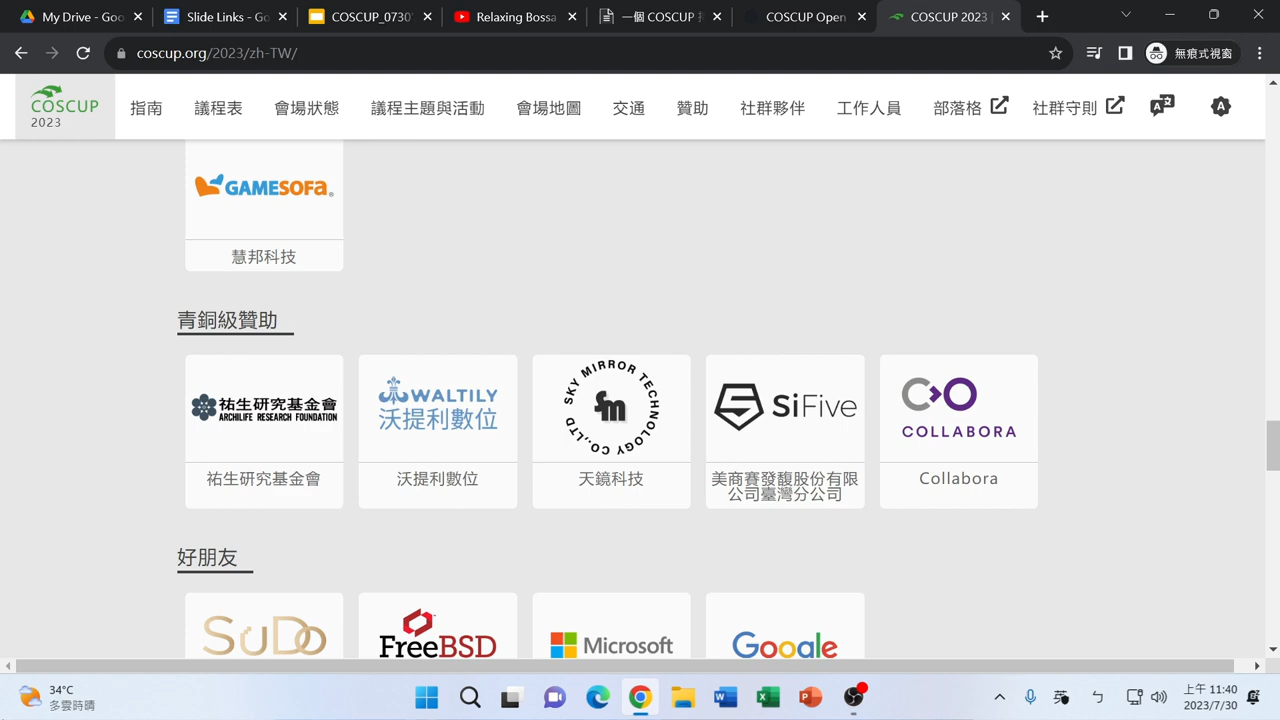 My Drive - Goo
Slide Links - Go
COSCUP_0730
Relaxing Bossa
一個 COSCUP
COSCUP Open
COSCUP 2023 |
coscup.org/2023/zh-TW/
無痕式視窗
COSCUP
2023
指南
議程表
會場狀態
議程主題與活動
會場地圖
交通
贊助
社群夥伴
工作人員
部落格
社群守則
GAMESOFA
慧邦科技
青銅級贊助
祐生研究基金會
ARCHILIFE RESEARCH FOUNDATION
WALTILY
沃提利數位
SKY MIRROR TECHNOLOGY CO.,LTD
sm
SiFive
COLLABORA
祐生研究基金會
沃提利數位
天鏡科技
美商賽發馥股份有限
公司臺灣分公司
Collabora
好朋友
SuDo
FreeBSD
Microsoft
Google
34°C
多雲時晴
英
上午 11:40
2023/7/30